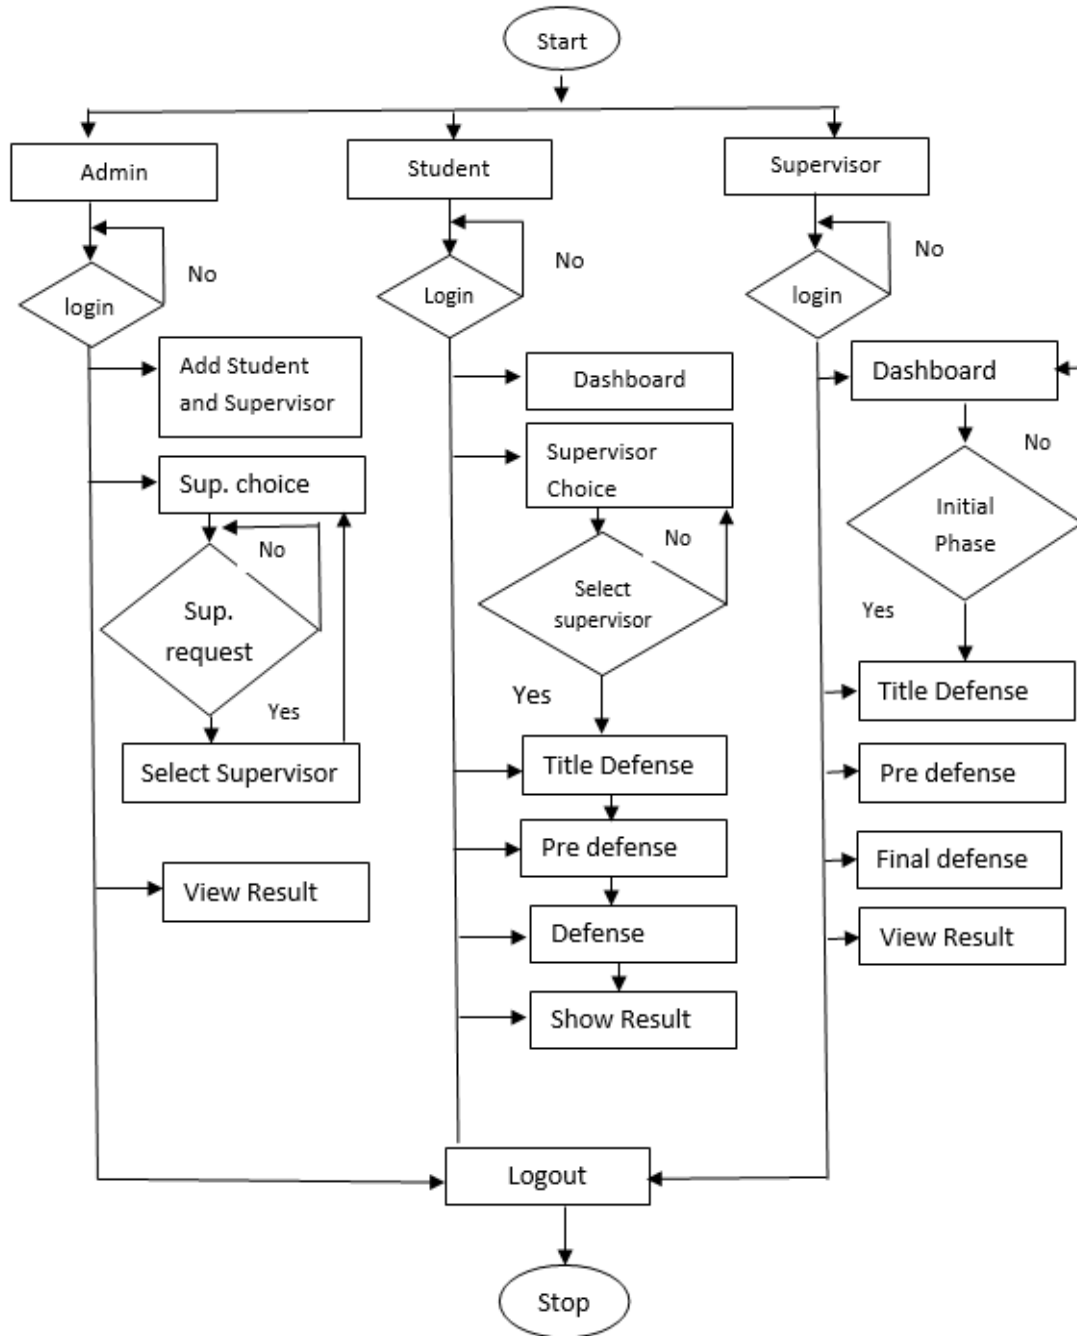 Start
Admin
Student
Supervisor
No
No
No
login
Login
login
Add Student
and Supervisor
Dashboard
Dashboard
Sup. choice
Supervisor
Choice
No
No
No
Initial
Phase
Sup.
request
Select
supervisor
Yes
Yes
Yes
Select Supervisor
Title Defense
Title Defense
Pre defense
Pre defense
View Result
Defense
Final defense
Show Result
View Result
Logout
Stop